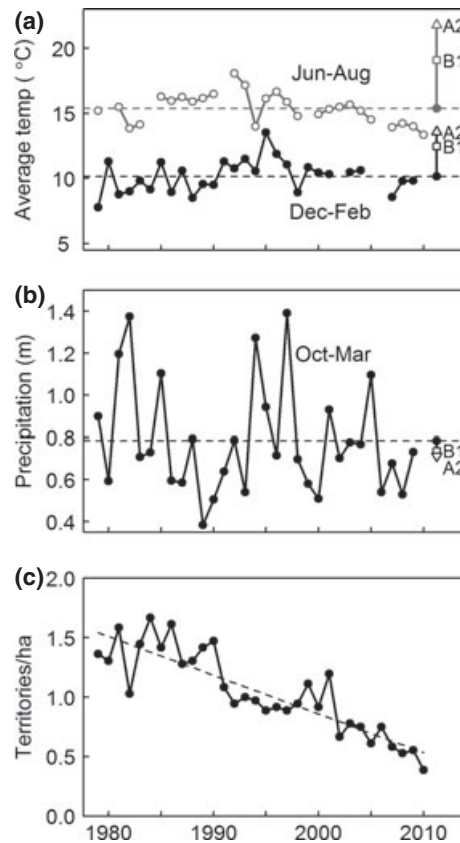 (a)
Average temp ( °C)
20
15
10
5
Jun-Aug
Dec-Feb
A2
B1
A2
B1
(b)
Precipitation (m)
1.4
1.2
1.0
0.8
0.6
0.4
Oct-Mar
B1
A2
(c)
Territories/ha
2.0
1.5
1.0
0.5
0.0
1980 1990 2000 2010